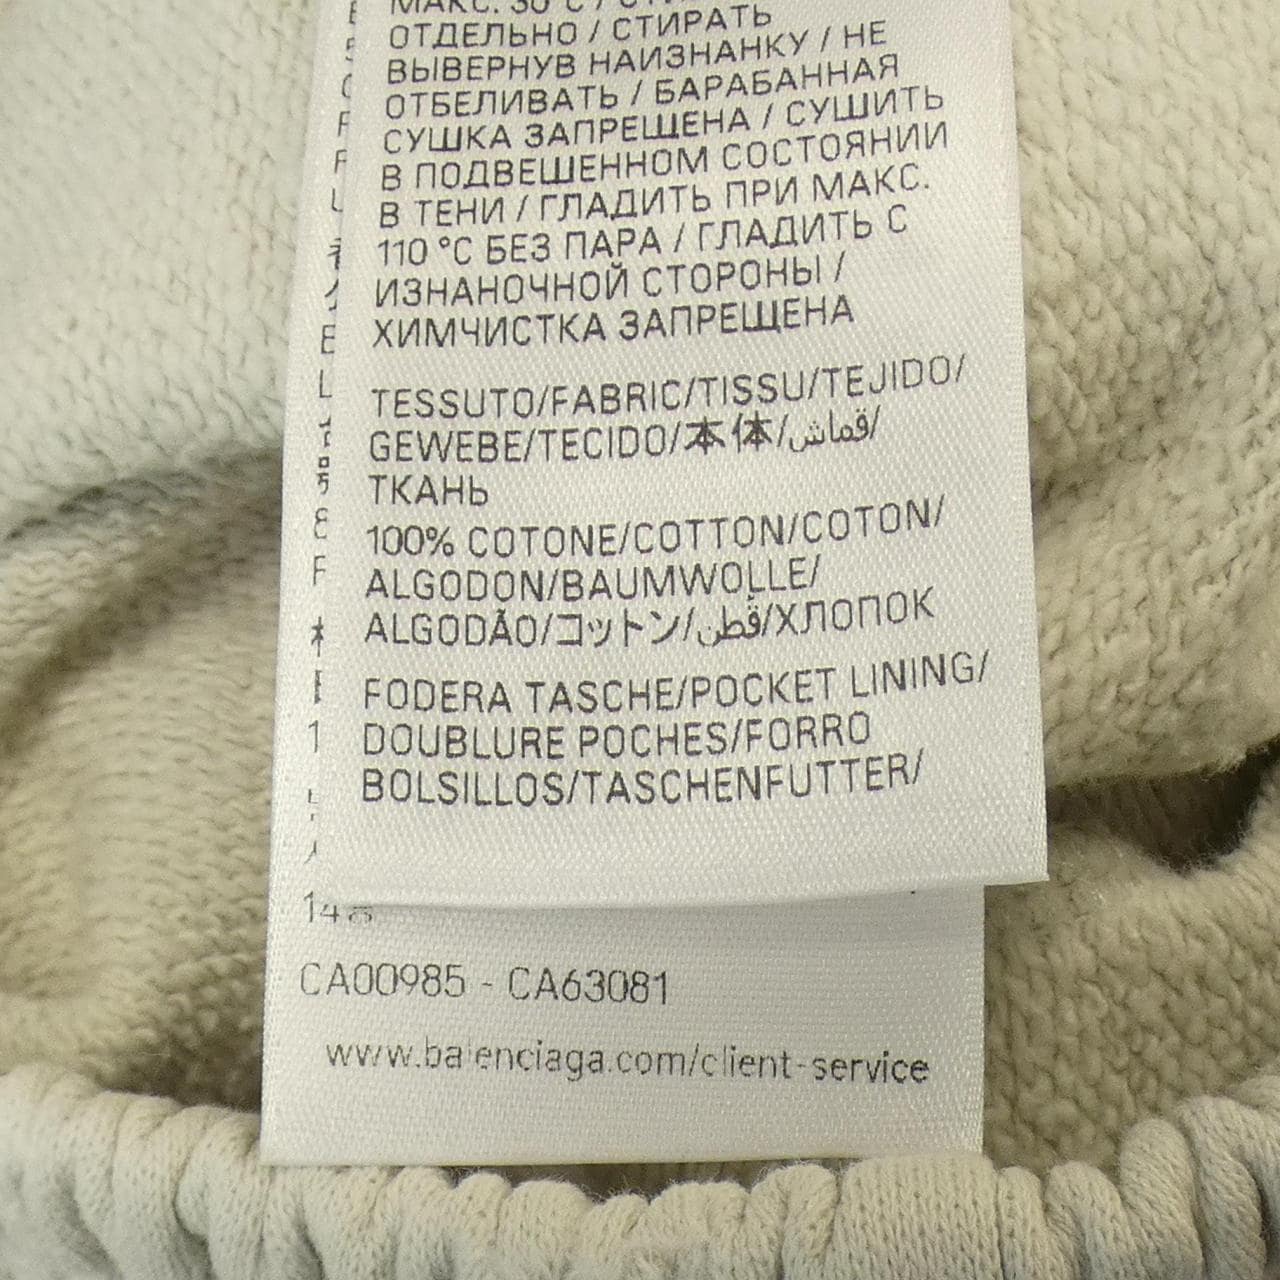 МАКС. 30°C /
ОТДЕЛЬНО / СТИРАТЬ
ВЫВЕРНУВ НАИЗНАНКУ / НЕ
ОТБЕЛИВАТЬ / БАРАБАННАЯ
СУШКА ЗАПРЕЩЕНА / СУШИТЬ
В ПОДВЕШЕННОМ СОСТОЯНИИ
В ТЕНИ / ГЛАДИТЬ ПРИ МАКС.
110 °C БЕЗ ПАРА / ГЛАДИТЬ С
ИЗНАНОЧНОЙ СТОРОНЫ /
ХИМЧИСТКА ЗАПРЕЩЕНА
TESSUTO/FABRIC/TISSU/TEJIDO/
GEWEBE/TECIDO/本体/قماش/
ТКАНЬ
100% COTONE/COTTON/COTON/
ALGODON/BAUMWOLLE/
ALGODÃO/コットン/قطن/ХЛОПОК
FODERA TASCHE/POCKET LINING/
DOUBLURE POCHES/FORRO
BOLSILLOS/TASCHENFUTTER/
CA00985 - CA63081
www.balenciaga.com/client-service